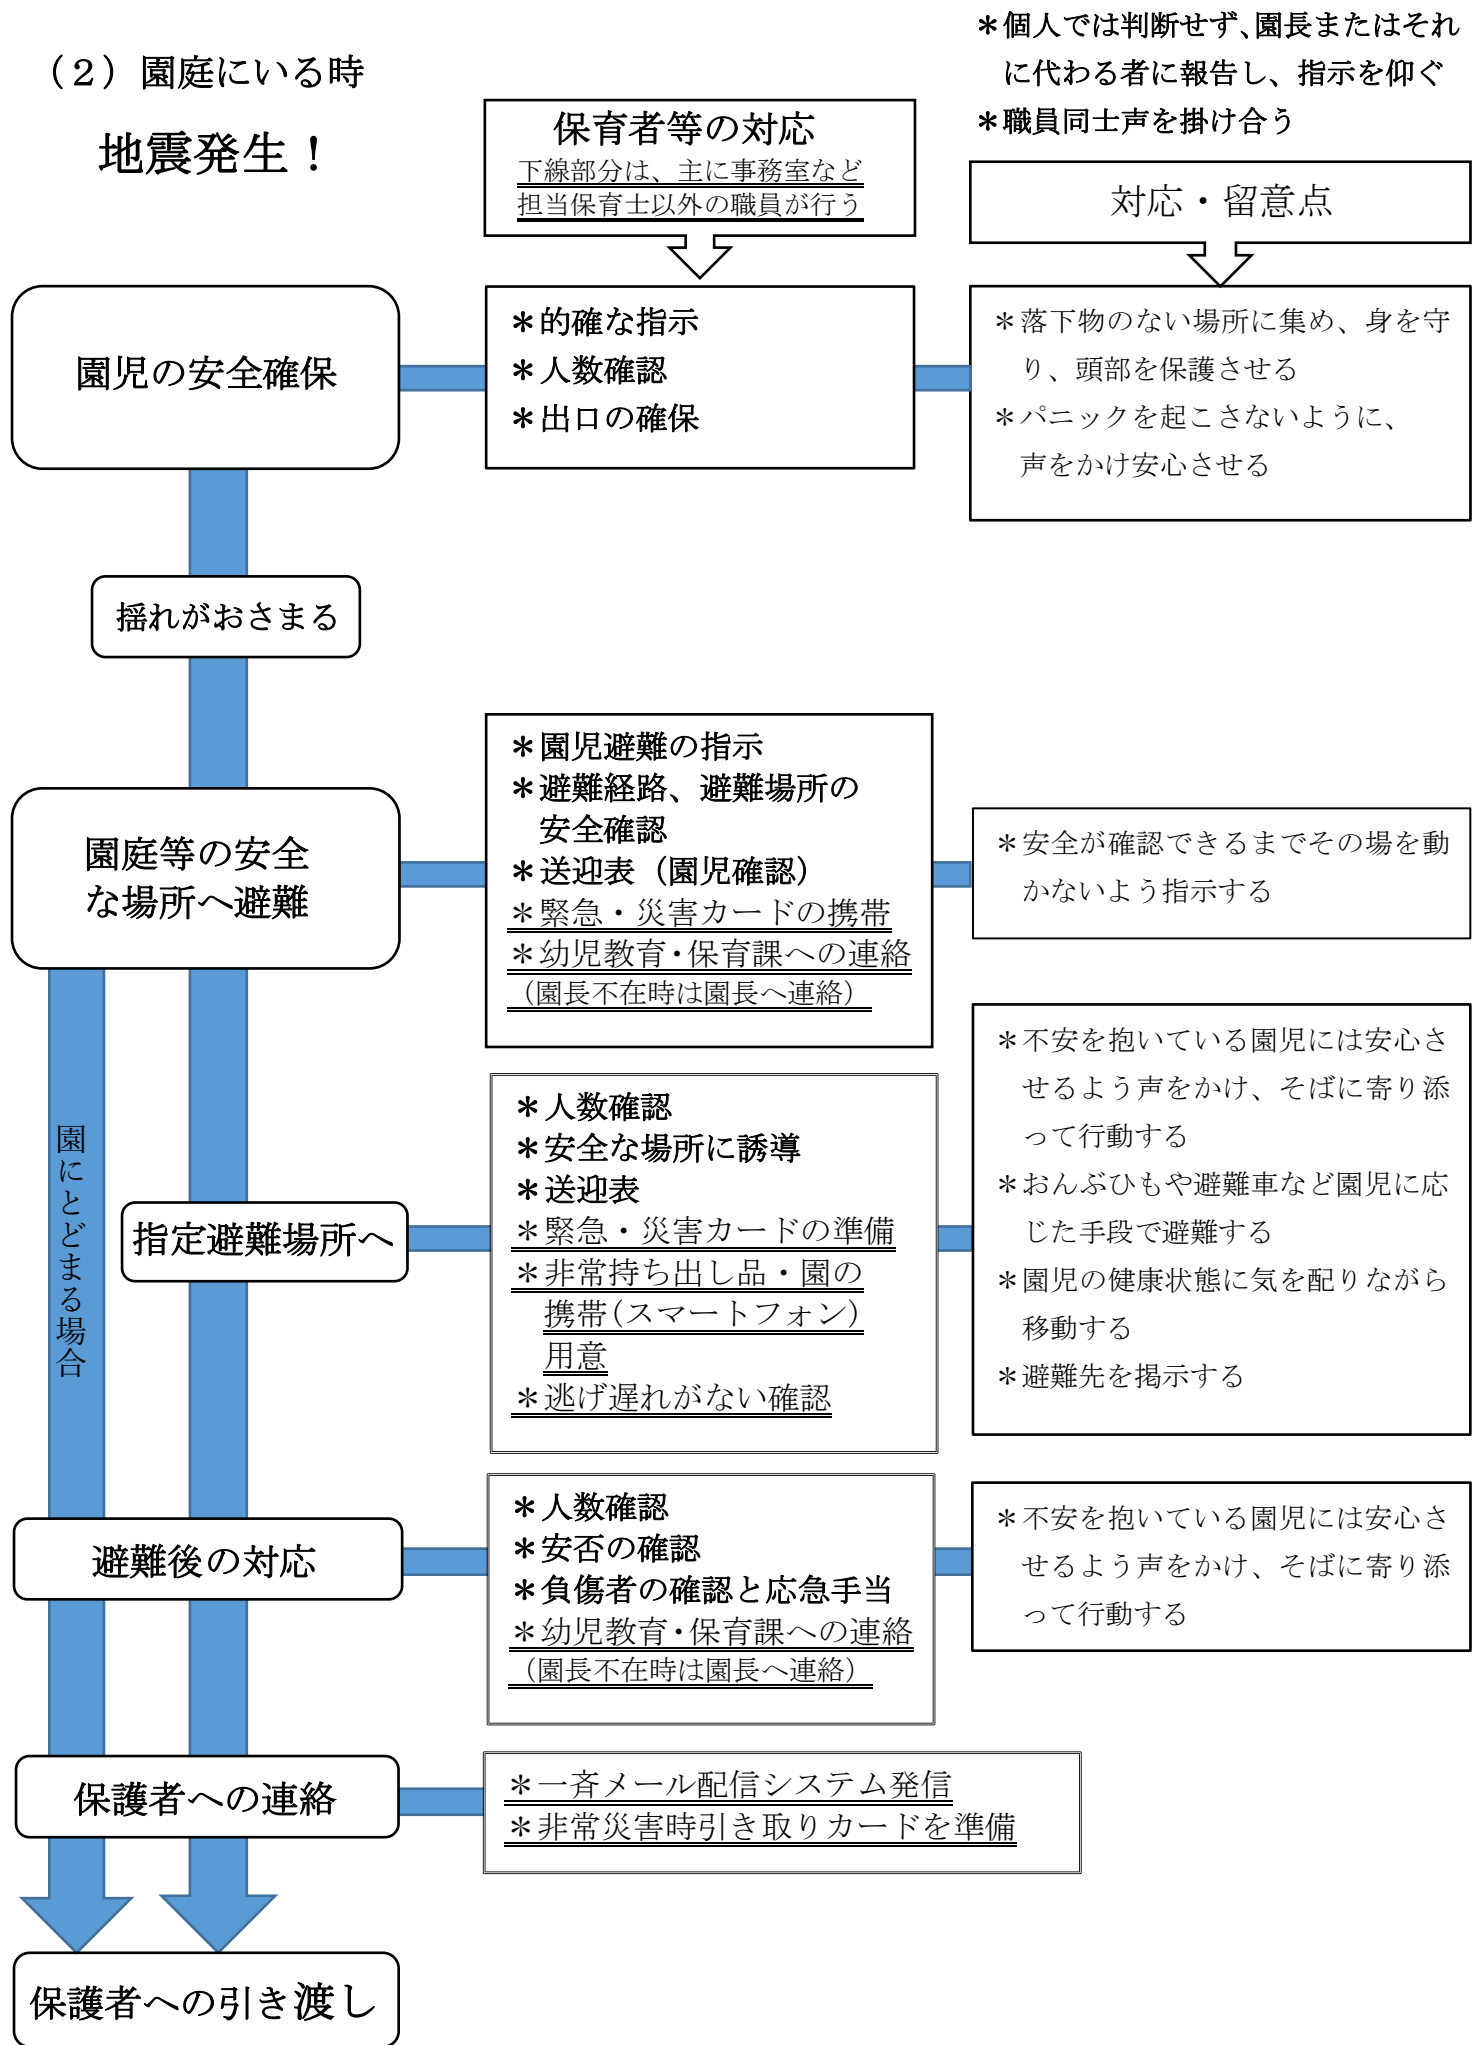 （２）園庭にいる時
地震発生！
＊個人では判断せず、園長またはそれ
に代わる者に報告し、指示を仰ぐ
＊職員同士声を掛け合う
保育者等の対応
下線部分は、主に事務室など
担当保育士以外の職員が行う
対応・留意点
園児の安全確保
＊的確な指示
＊人数確認
＊出口の確保
＊落下物のない場所に集め、身を守
り、頭部を保護させる
＊パニックを起こさないように、
声をかけ安心させる
揺れがおさまる
園庭等の安全
な場所へ避難
＊園児避難の指示
＊避難経路、避難場所の
安全確認
＊送迎表（園児確認）
＊緊急・災害カードの携帯
＊幼児教育・保育課への連絡
（園長不在時は園長へ連絡）
＊安全が確認できるまでその場を動
かないよう指示する
園にとどまる場合
指定避難場所へ
＊人数確認
＊安全な場所に誘導
＊送迎表
＊緊急・災害カードの準備
＊非常持ち出し品・園の
携帯(スマートフォン)
用意
＊逃げ遅れがない確認
＊不安を抱いている園児には安心さ
せるよう声をかけ、そばに寄り添
って行動する
＊おんぶひもや避難車など園児に応
じた手段で避難する
＊園児の健康状態に気を配りながら
移動する
＊避難先を掲示する
避難後の対応
＊人数確認
＊安否の確認
＊負傷者の確認と応急手当
＊幼児教育・保育課への連絡
（園長不在時は園長へ連絡）
＊不安を抱いている園児には安心さ
せるよう声をかけ、そばに寄り添
って行動する
保護者への連絡
＊一斉メール配信システム発信
＊非常災害時引き取りカードを準備
保護者への引き渡し